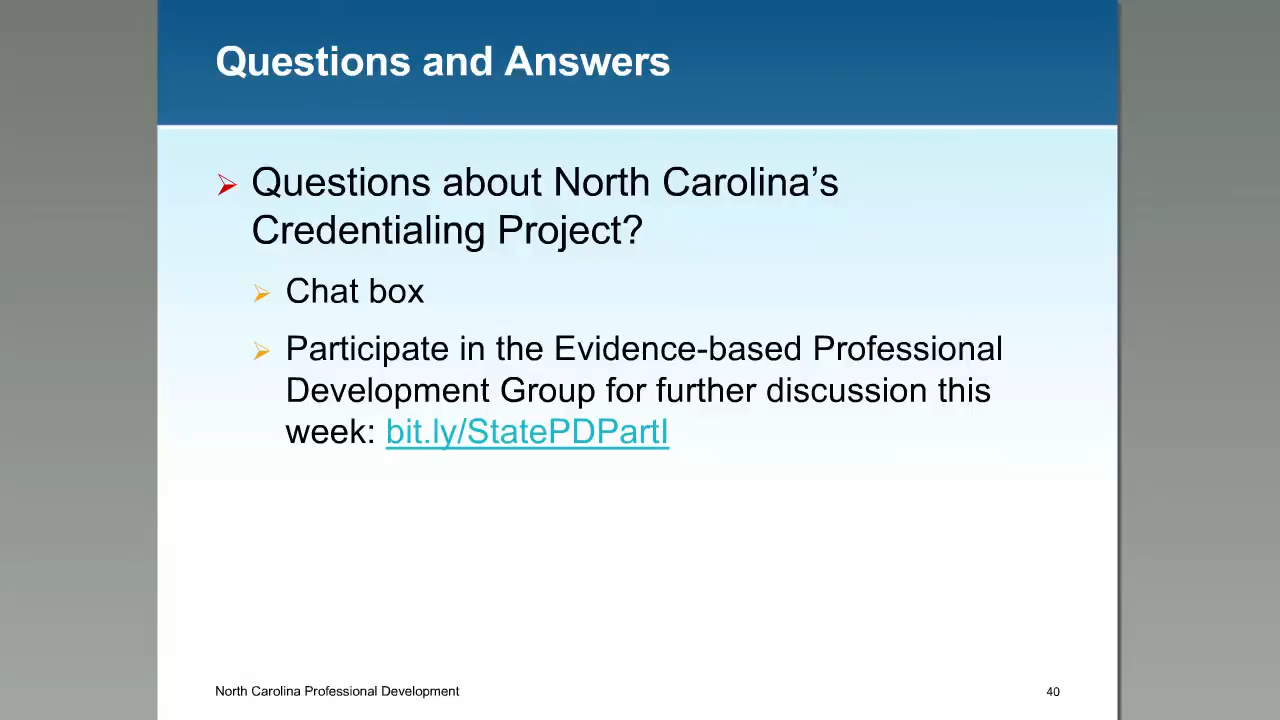 Questions and Answers
Questions about North Carolina’s
Credentialing Project?
Chat box
Participate in the Evidence-based Professional
Development Group for further discussion this
week: bit.ly/StatePDPartI
North Carolina Professional Development
40